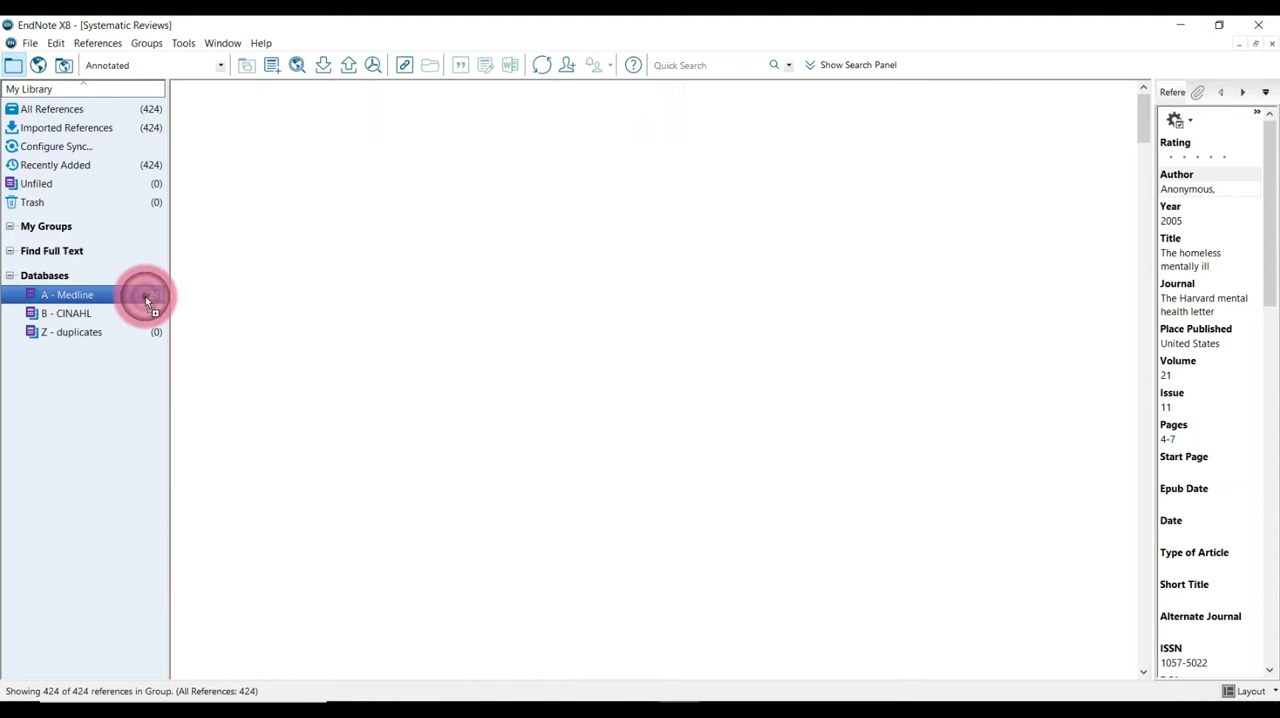 EndNote X8 - [Systematic Reviews]
File Edit References Groups Tools Window Help
Annotated
Quick Search
Show Search Panel
My Library
All References (424)
Imported References (424)
Configure Sync...
Recently Added (424)
Unfiled (0)
Trash (0)
My Groups
Find Full Text
Databases
A - Medline
B - CINAHL
Z - duplicates (0)
Refere
Rating
Author
Anonymous,
Year
2005
Title
The homeless
mentally ill
Journal
The Harvard mental
health letter
Place Published
United States
Volume
21
Issue
11
Pages
4-7
Start Page
Epub Date
Date
Type of Article
Short Title
Alternate Journal
ISSN
1057-5022
Showing 424 of 424 references in Group. (All References: 424)
Layout